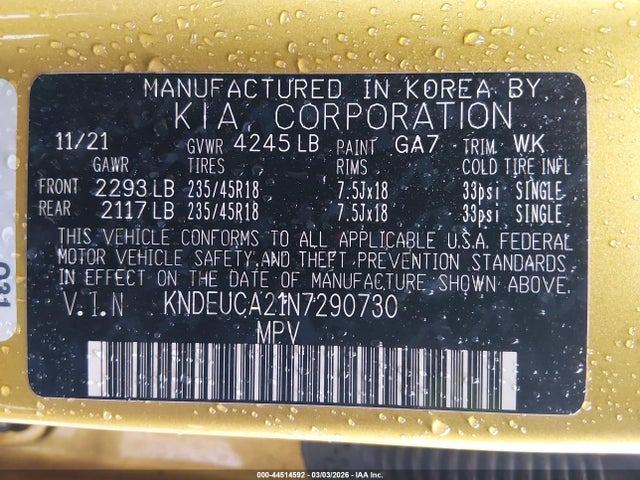 MANUFACTURED IN KOREA BY
KIA CORPORATION
11/21 GVWR 4245 LB PAINT GA7 TRIM WK
GAWR TIRES RIMS COLD TIRE INFL
FRONT 2293 LB 235/45R18 7.5Jx18 33psi SINGLE
REAR 2117 LB 235/45R18 7.5Jx18 33psi SINGLE
THIS VEHICLE CONFORMS TO ALL APPLICABLE U.S.A. FEDERAL
MOTOR VEHICLE SAFETY AND THEFT PREVENTION STANDARDS
IN EFFECT ON THE DATE OF MANUFACTURE SHOWN ABOVE.
V.I.N KNDEUCA21N7290730
MPV
031
000-44514592 - 03/03/2026 - IAA Inc.